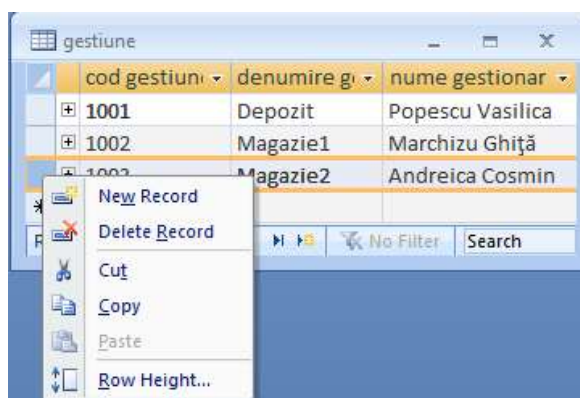 gestiune
cod gestiun denumire g nume gestionar
1001 Depozit Popescu Vasilica
1002 Magazie1 Marchizu Ghiţă
1003 Magazie2 Andreica Cosmin
New Record
Delete Record
No Filter Search
Cut
Copy
Paste
Row Height...